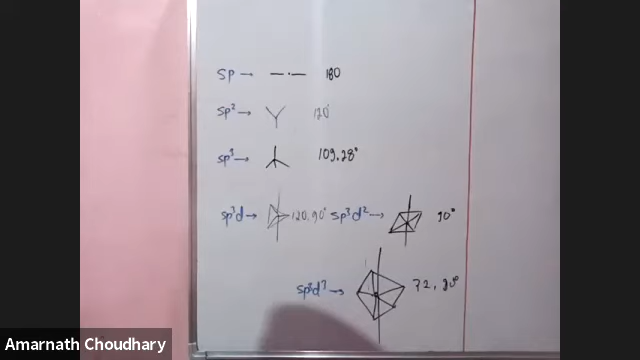 sp → 180
sp² → 120°
sp³ → 109.28°
sp³d → 120, 90° sp³d² → 90°
sp³d³ → 72, 90°
Amarnath Choudhary